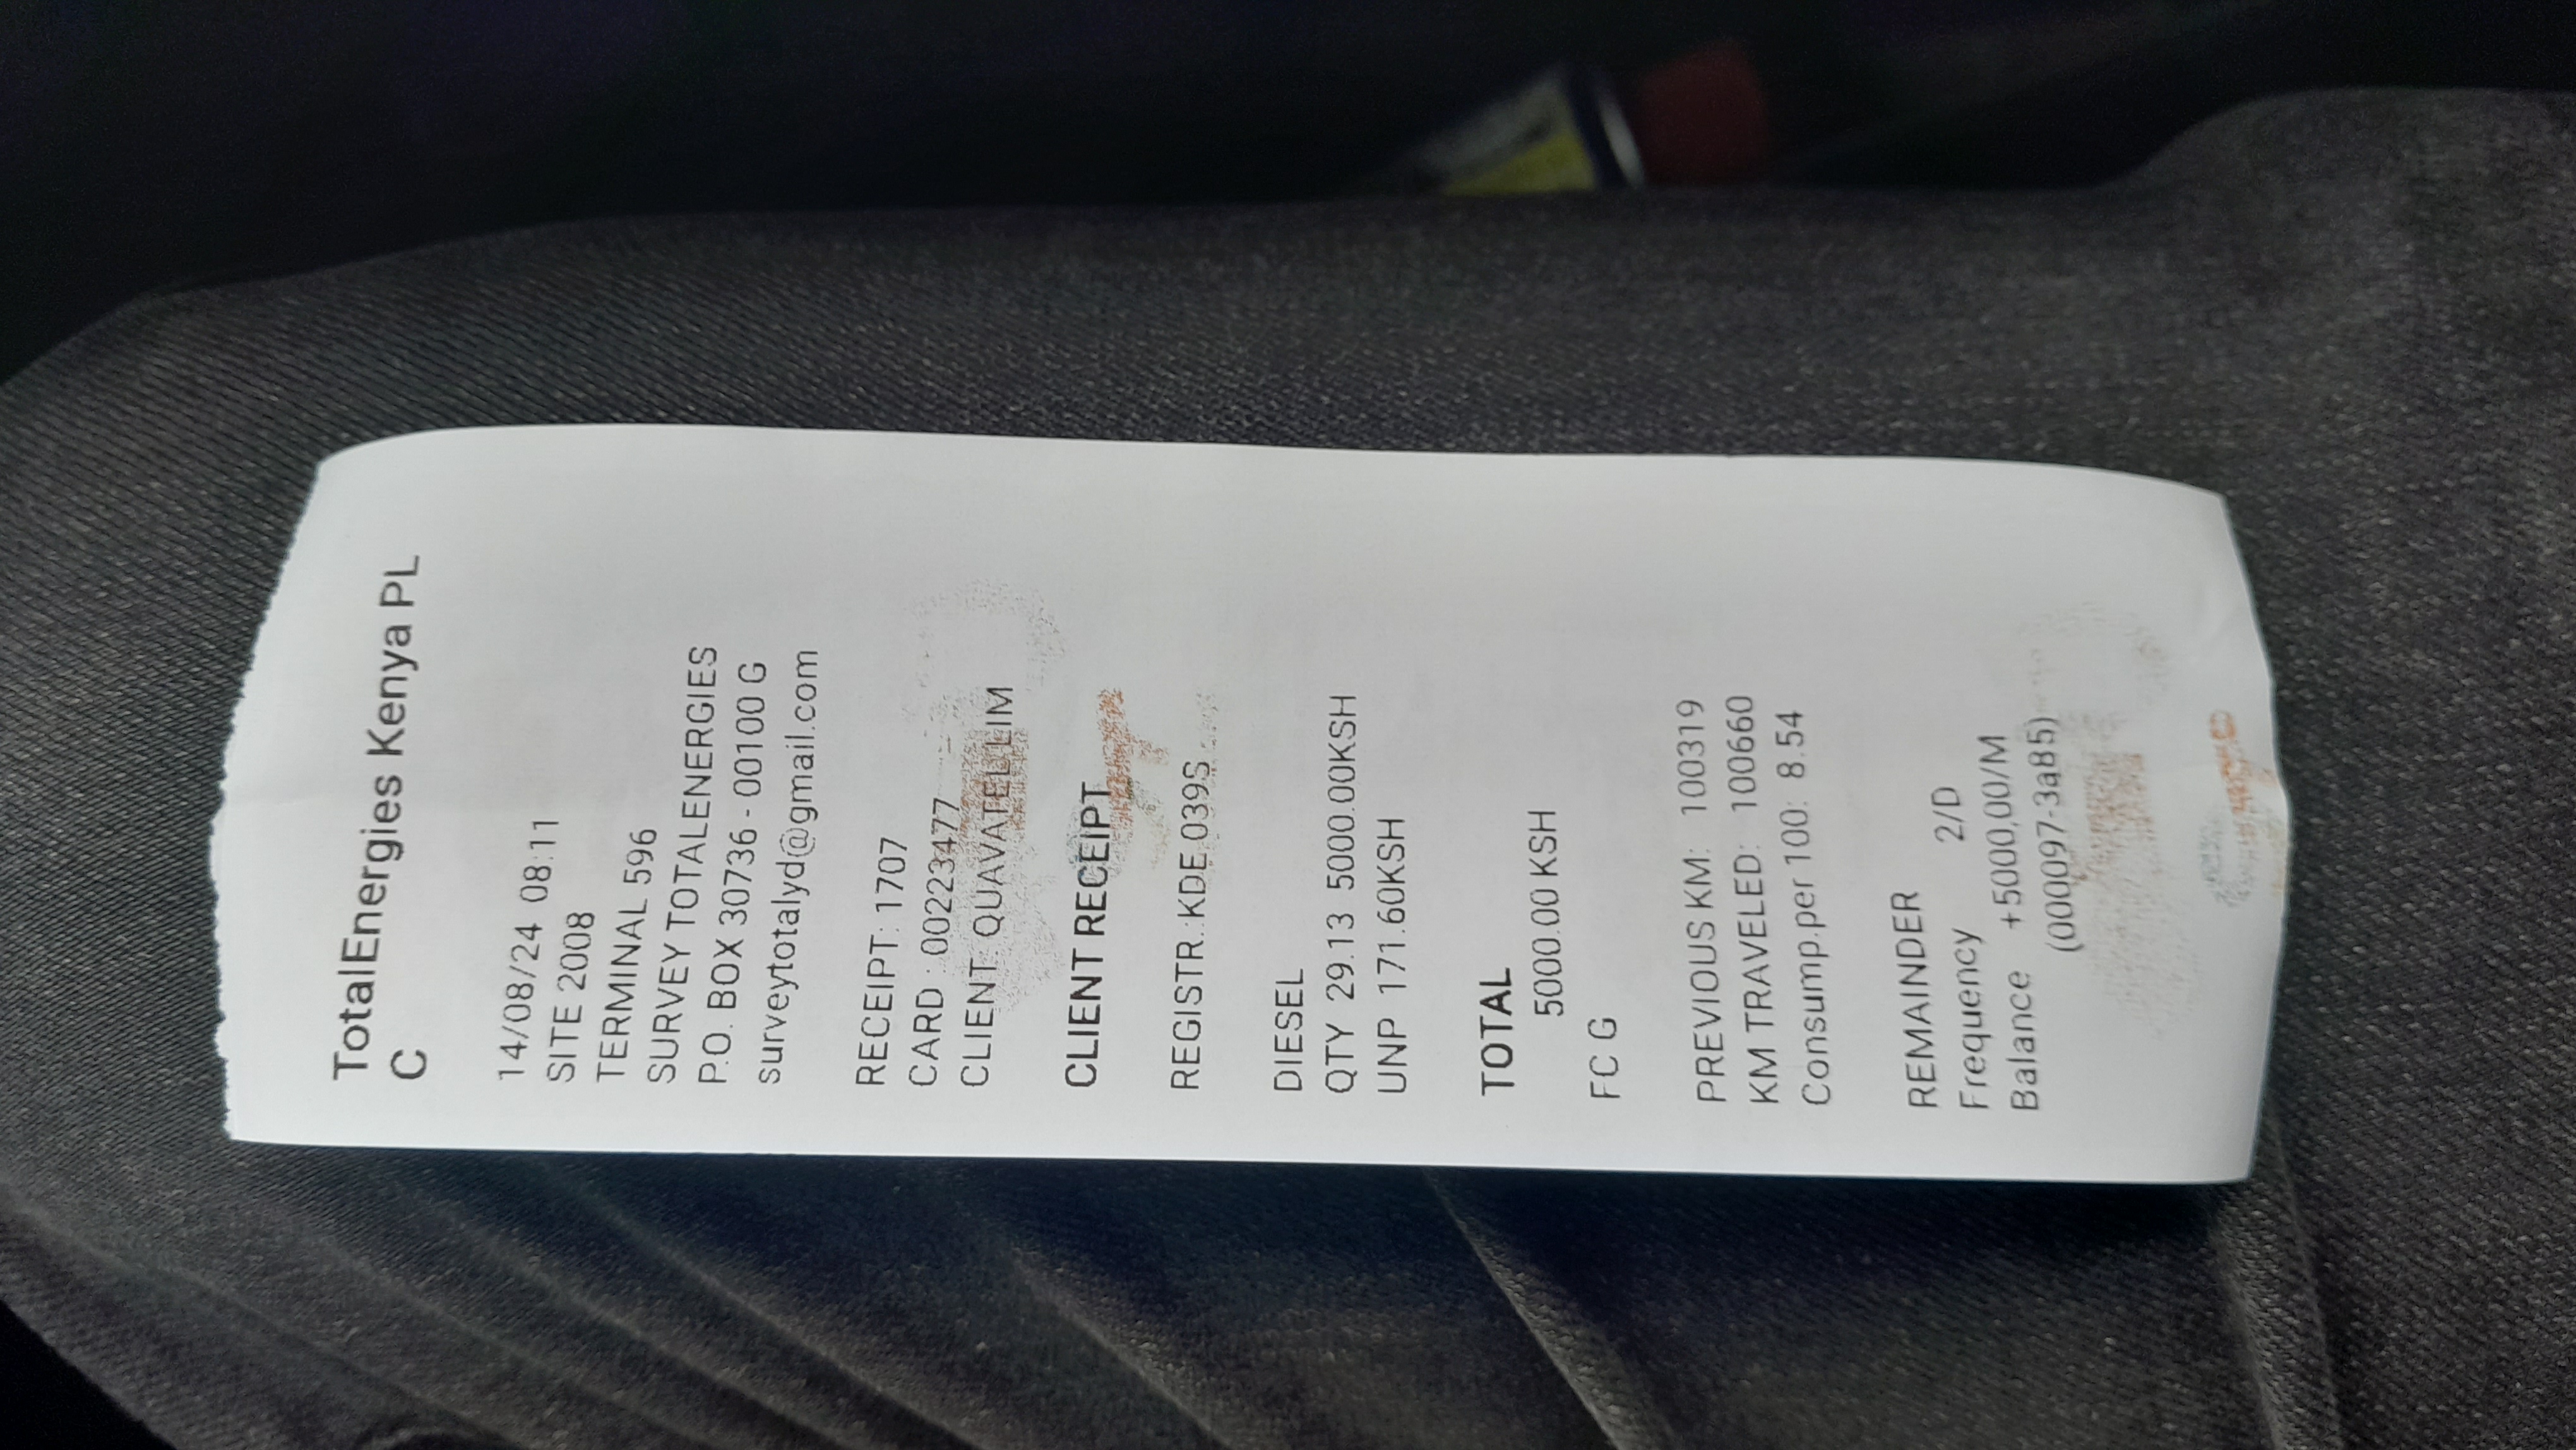 TotalEnergies Kenya PL
C
14/08/24 08:11
SITE 2008
TERMINAL 596
SURVEY TOTALENERGIES
P.O. BOX 30736 - 00100 G
surveytotalyd@gmail.com
RECEIPT: 1707
CARD : 00223477
CLIENT: QUAVATEL LIM
CLIENT RECEIPT
REGISTR.: KDE 039S
DIESEL
QTY 29.13 5000.00KSH
UNP 171.60KSH
TOTAL
5000.00 KSH
FC G
PREVIOUS KM: 100319
KM TRAVELED: 100660
Consump.per 100: 8.54
REMAINDER
Frequency 2/D
Balance +5000,00/M
(000097-3a85)